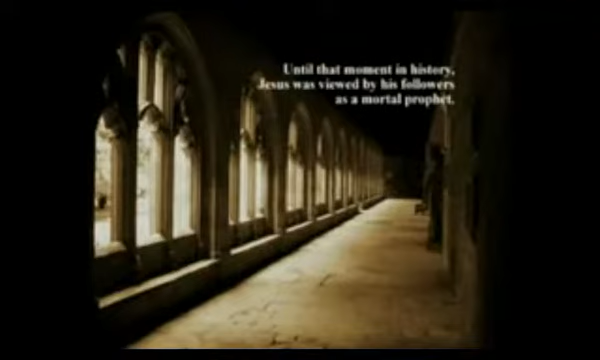 Until that moment in history,
Jesus was viewed by his followers
as a mortal prophet.